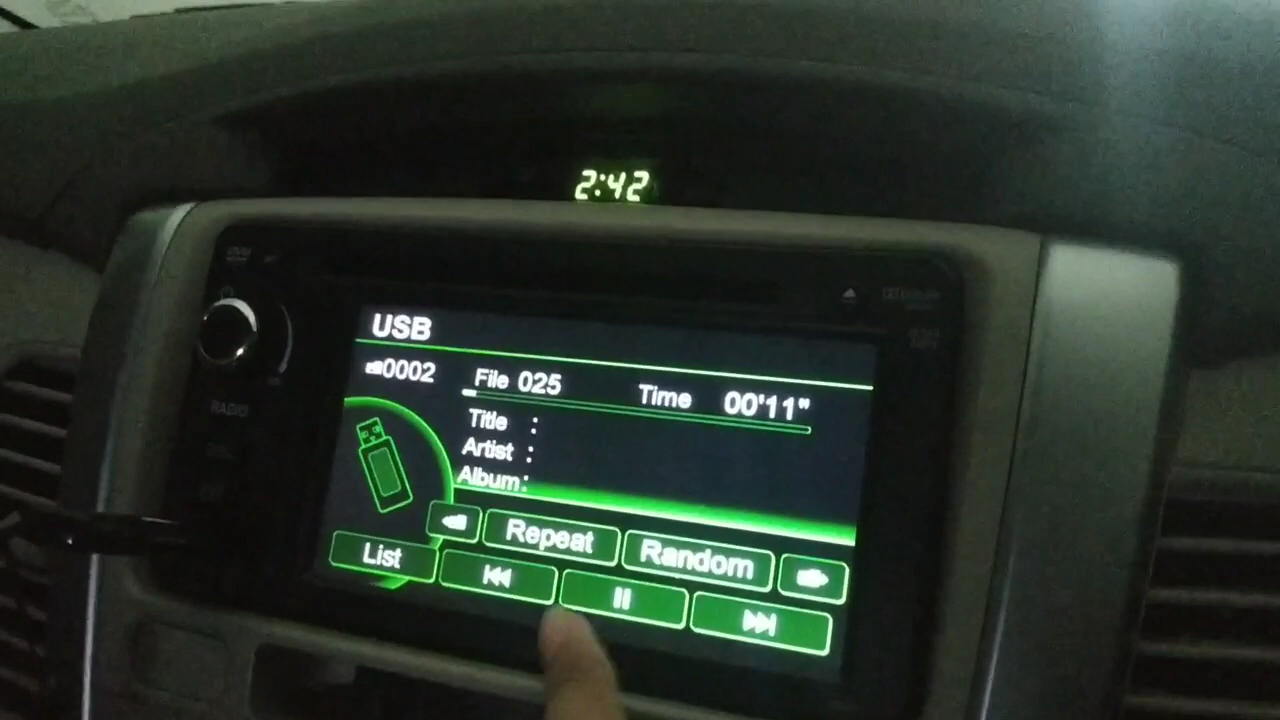 2:42
USB
0002 File 025 Time 00'11"
Title :
Artist :
Album:
Repeat Random
List
RADIO